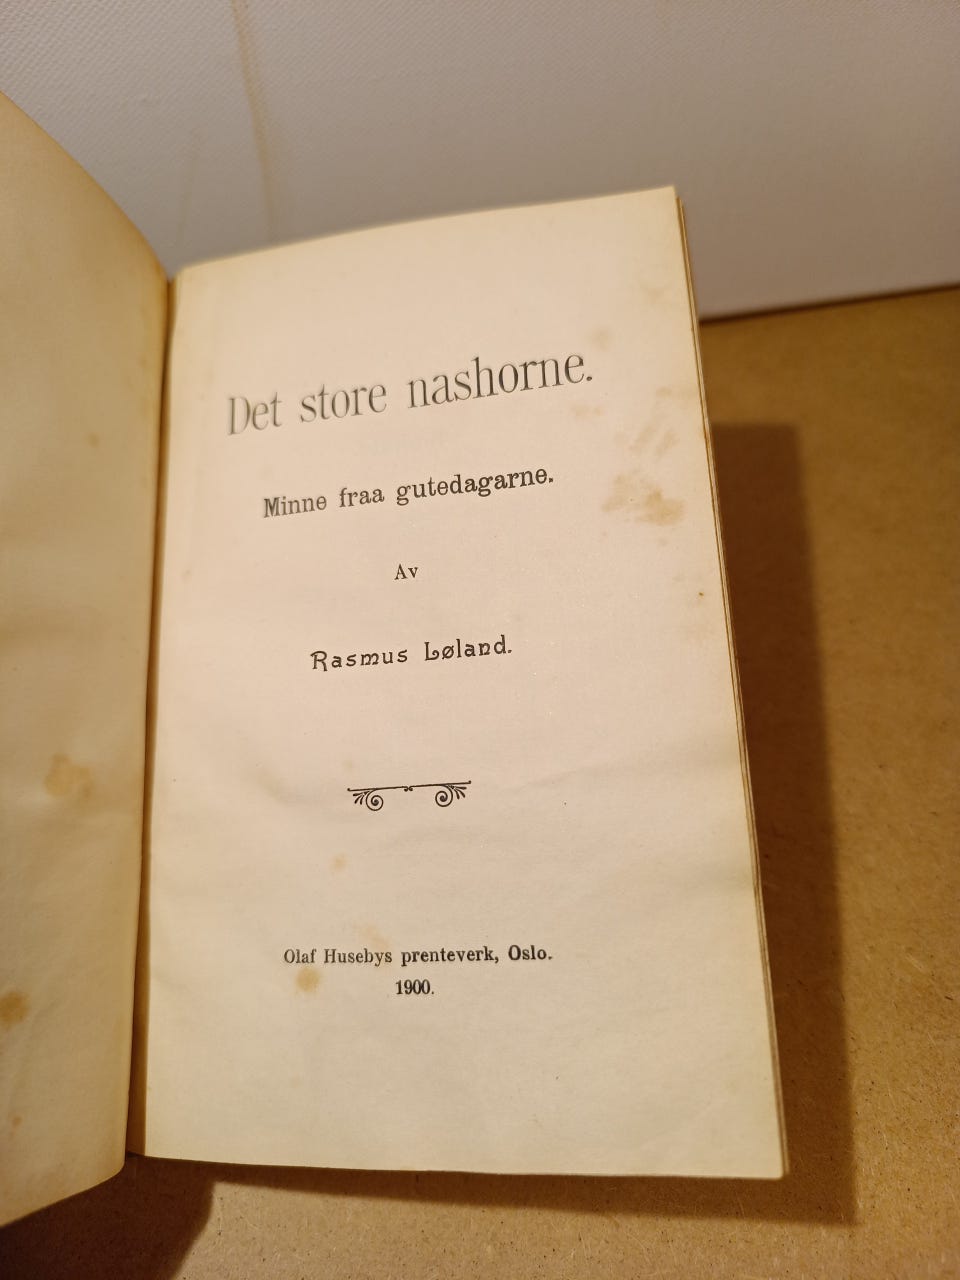 Det store nashorne.
Minne fraa gutedagarne.
Av
Rasmus Løland.
Olaf Husebys prenteverk, Oslo.
1900.